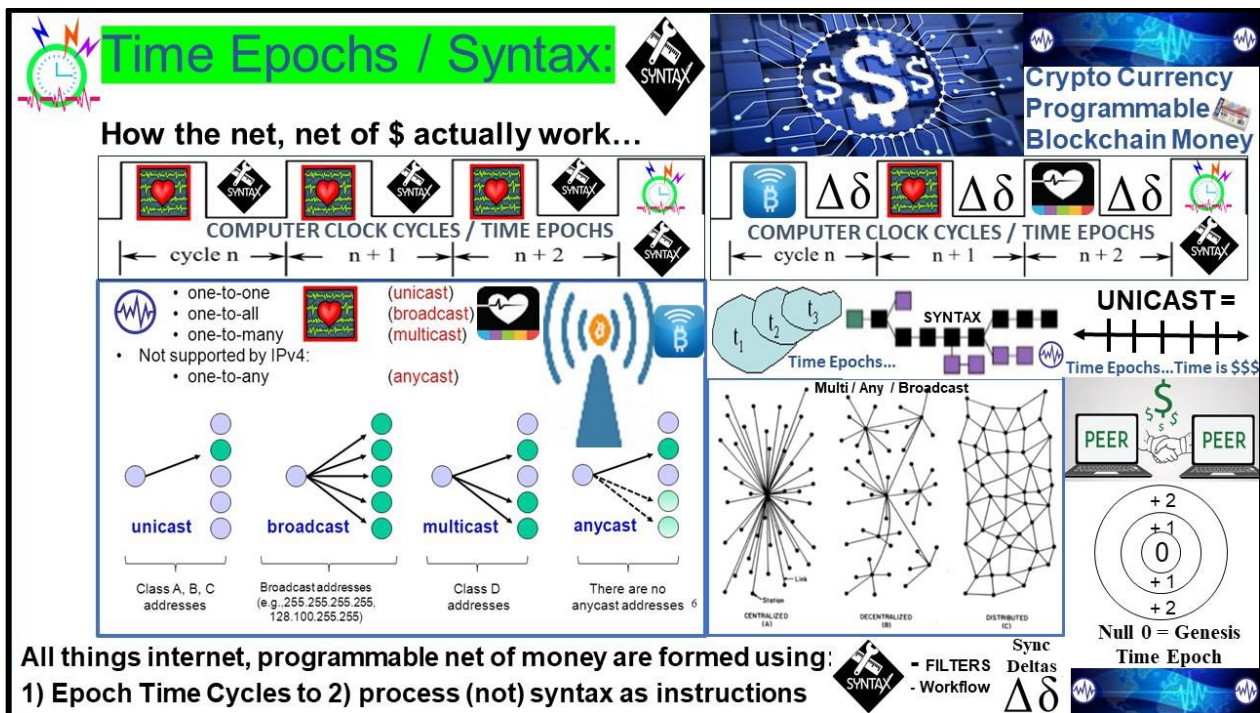 Time Epochs / Syntax:
SYNTAX
How the net, net of $ actually work…
SYNTAX
SYNTAX
SYNTAX
COMPUTER CLOCK CYCLES / TIME EPOCHS
cycle n
n + 1
n + 2
SYNTAX
$ $ $
Crypto Currency
Programmable
Blockchain Money
Δδ
Δδ
Δδ
COMPUTER CLOCK CYCLES / TIME EPOCHS
cycle n
n + 1
n + 2
SYNTAX
• one-to-one (unicast)
• one-to-all (broadcast)
• one-to-many (multicast)
• Not supported by IPv4:
• one-to-any (anycast)
unicast
broadcast
multicast
anycast
Class A, B, C
addresses
Broadcast addresses
(e.g.,255.255.255.255,
128.100.255.255)
Class D
addresses
There are no
anycast addresses 6
t1
t2
t3
SYNTAX
Time Epochs…
UNICAST =
Time Epochs…Time is $$$
Multi / Any / Broadcast
Link
Station
CENTRALIZED
(A)
DECENTRALIZED
(B)
DISTRIBUTED
(C)
$ $ $ $
PEER
PEER
+ 2
+ 1
0
+ 1
+ 2
Null 0 = Genesis
Time Epoch
All things internet, programmable net of money are formed using:
1) Epoch Time Cycles to 2) process (not) syntax as instructions
SYNTAX
= FILTERS
- Workflow
Sync
Deltas
Δδ